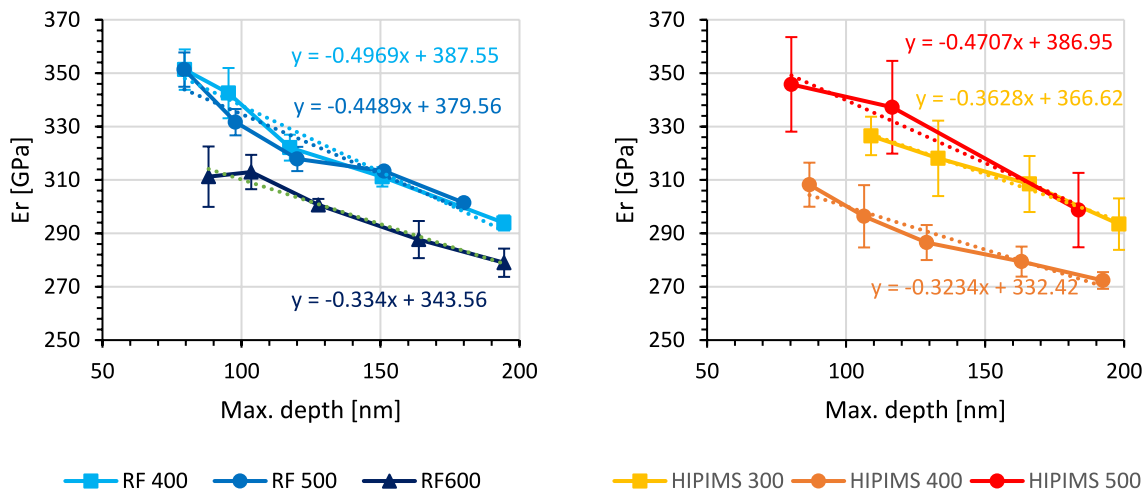 370
350
330
310
290
270
250
Er [GPa]
y = -0.4969x + 387.55
y = -0.4489x + 379.56
y = -0.334x + 343.56
50
100
150
200
Max. depth [nm]
RF 400
RF 500
RF600
370
350
330
310
290
270
250
Er [GPa]
y = -0.4707x + 386.95
y = -0.3628x + 366.62
y = -0.3234x + 332.42
50
100
150
200
Max. depth [nm]
HIPIMS 300
HIPIMS 400
HIPIMS 500